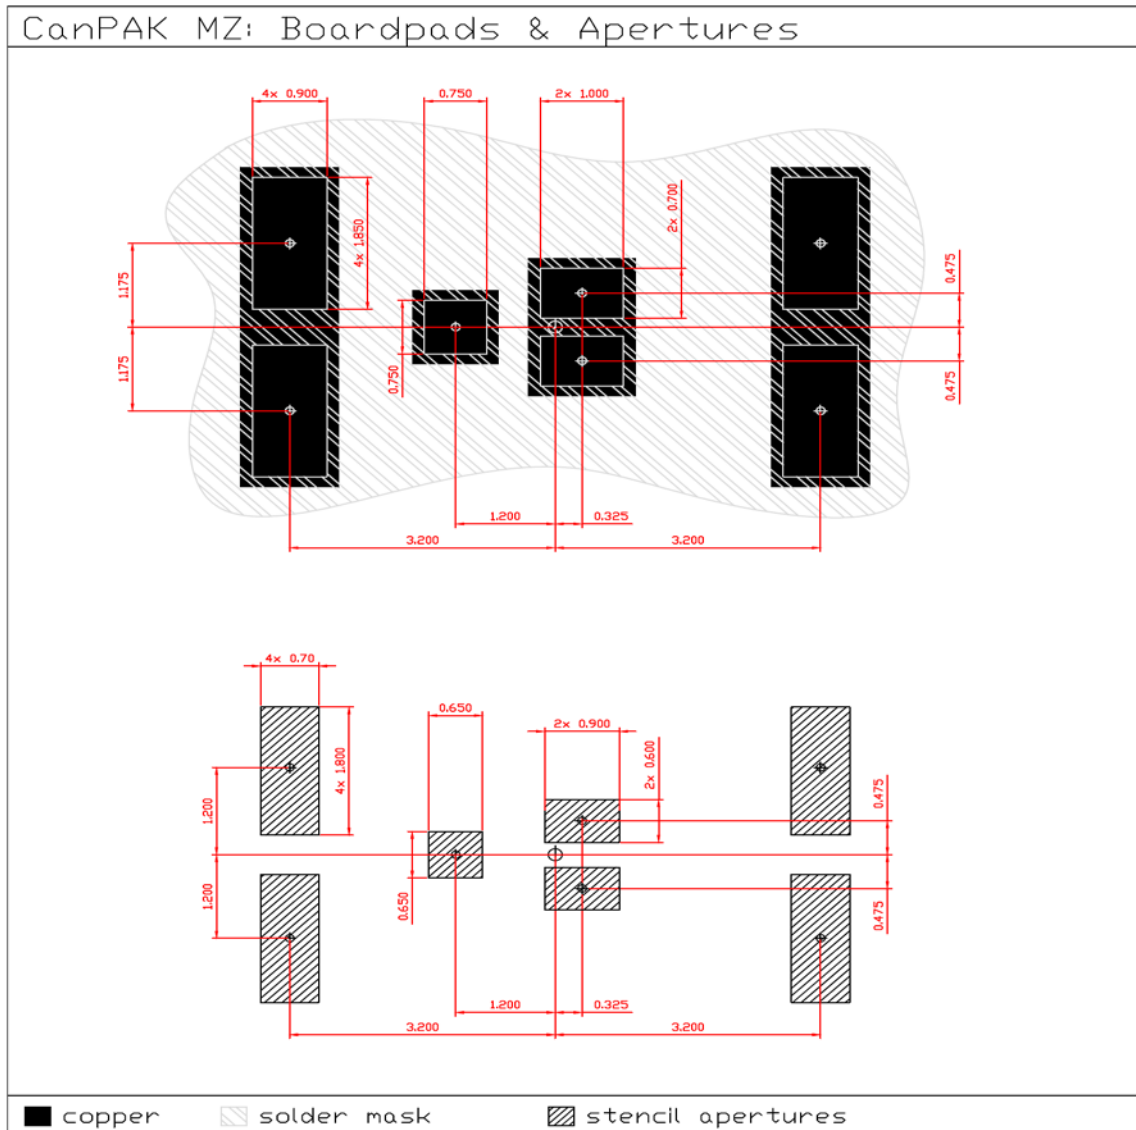 CanPAK MZ: Boardpads & Apertures
4x 0.900
0.750
2x 1.000
4x 1.850
2x 0.700
1.175
1.175
0.750
0.475
0.475
1.200
0.325
3.200
3.200
4x 0.70
0.650
2x 0.900
4x 1.800
2x 0.600
1.200
1.200
0.650
0.475
0.475
1.200
0.325
3.200
3.200
copper
solder mask
stencil apertures